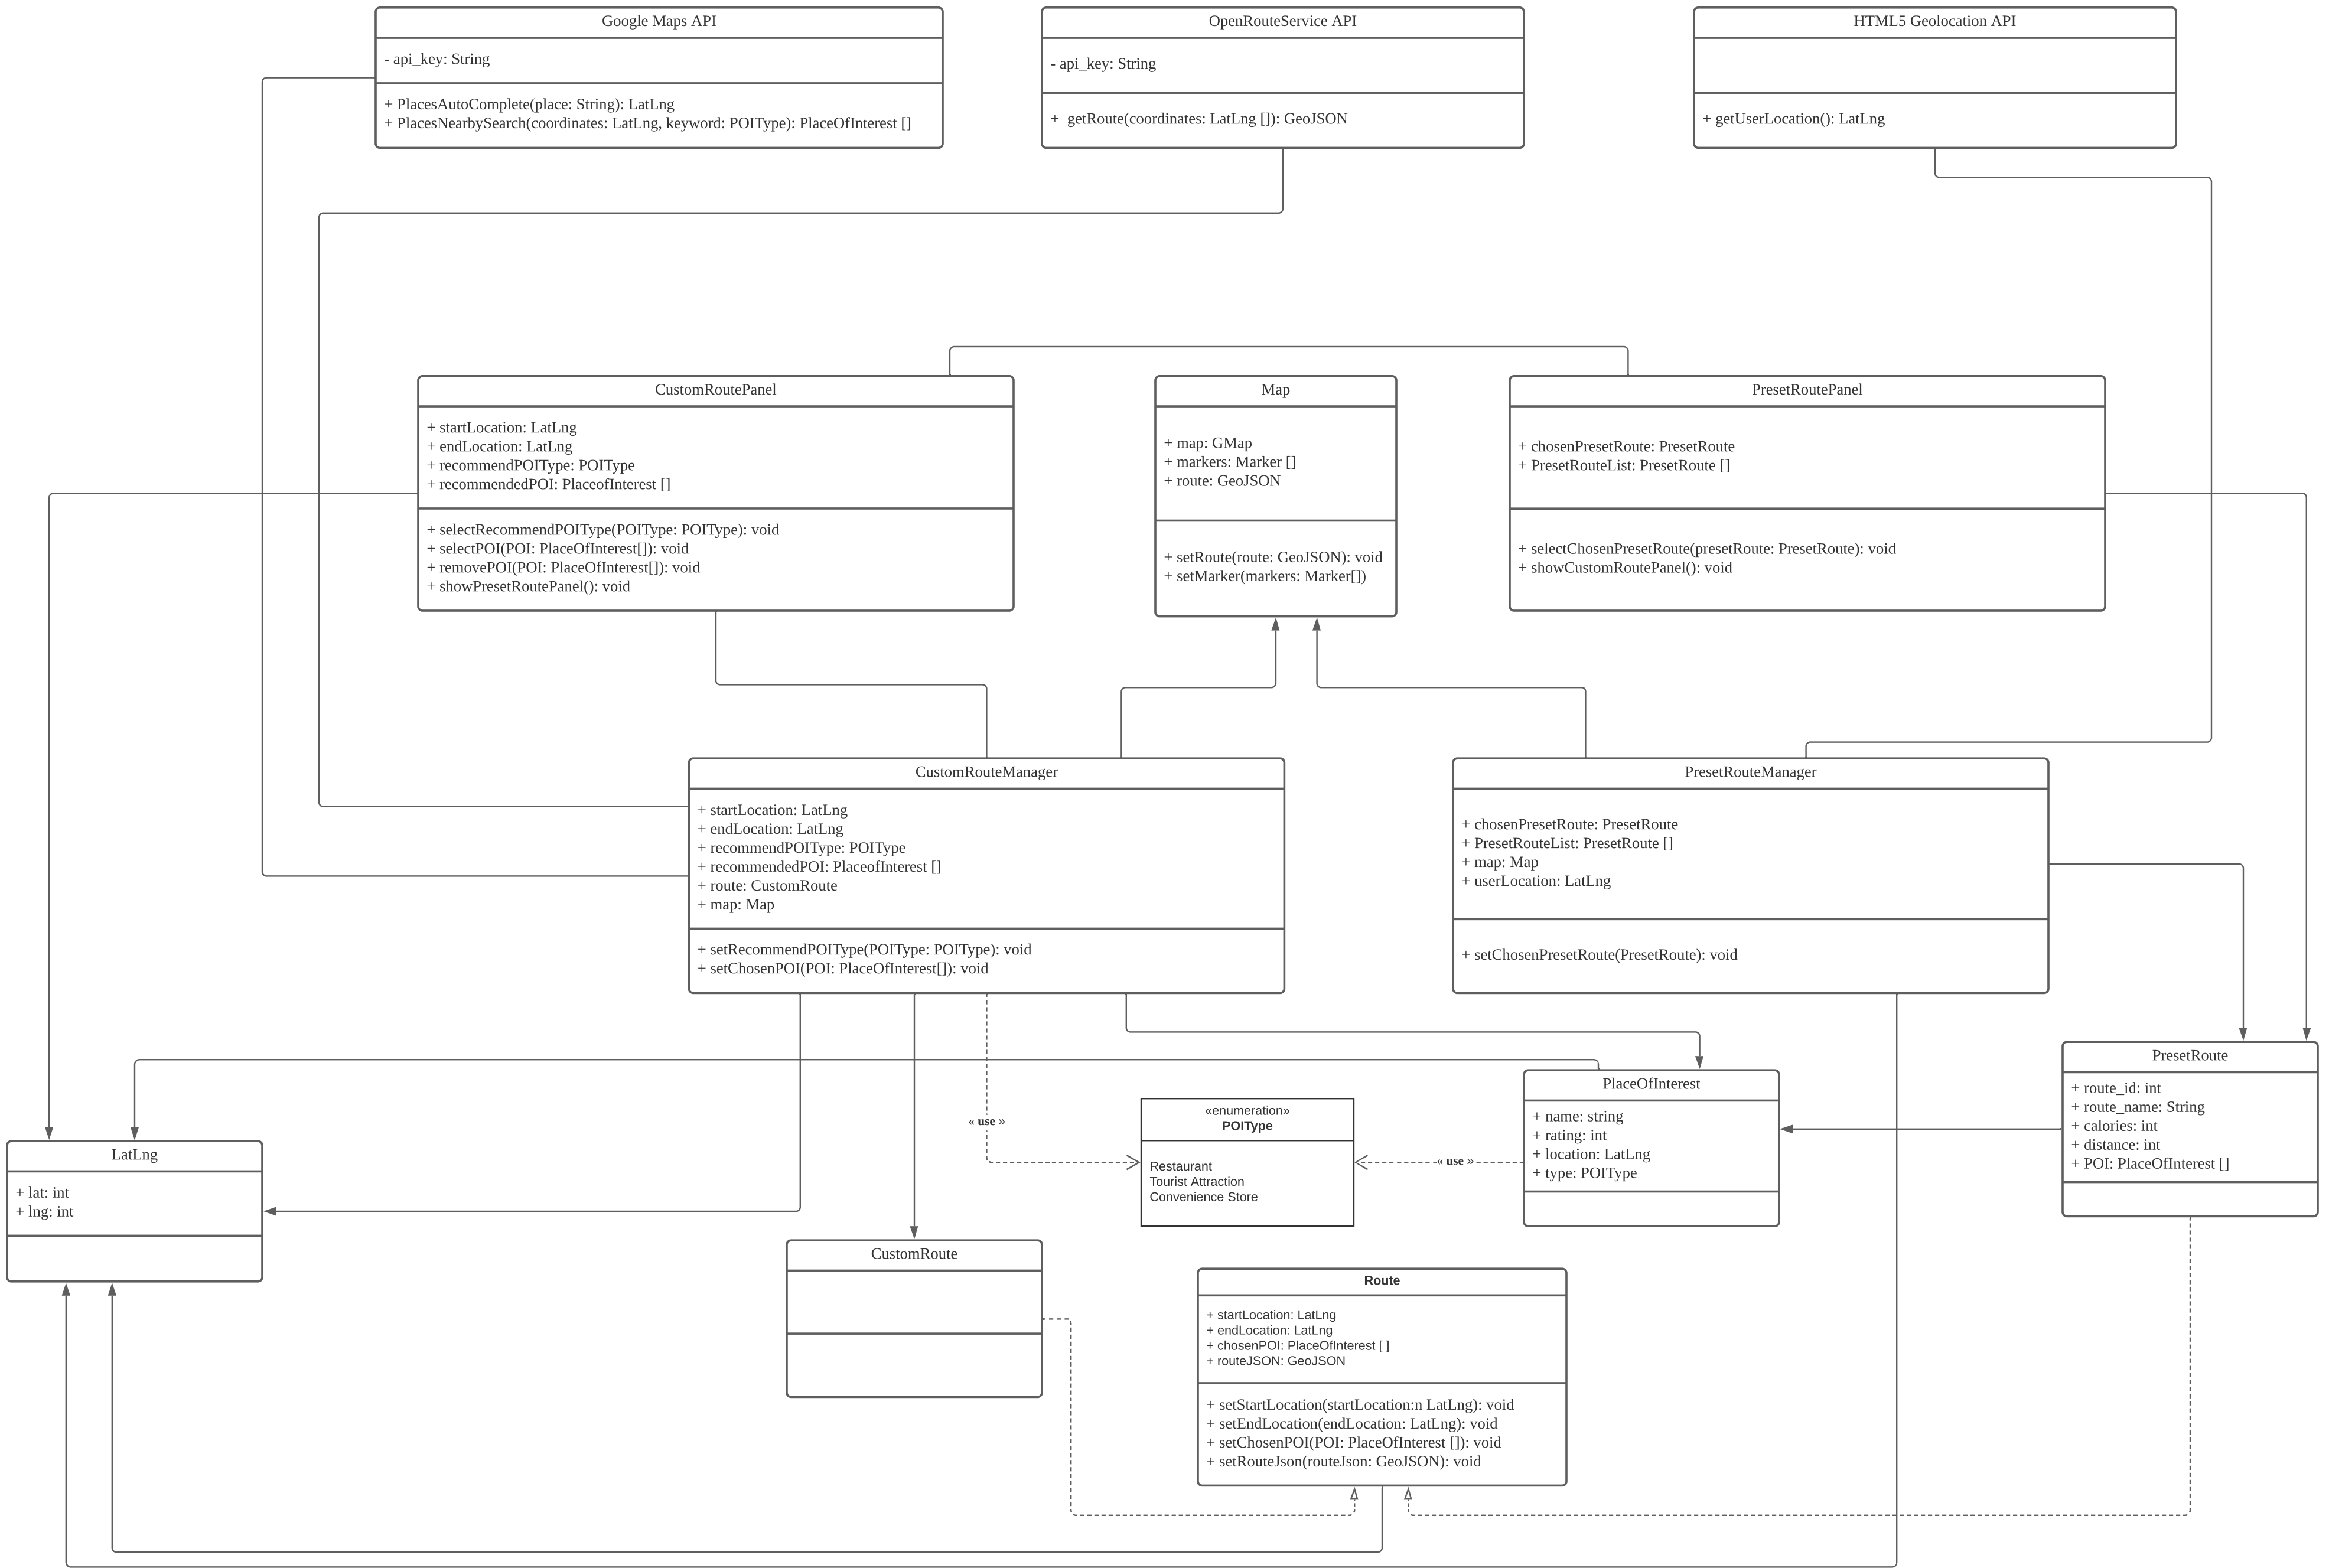 Google Maps API
- api_key: String
+ PlacesAutoComplete(place: String): LatLng
+ PlacesNearbySearch(coordinates: LatLng, keyword: POIType): PlaceOfInterest []
OpenRouteService API
- api_key: String
+  getRoute(coordinates: LatLng []): GeoJSON
HTML5 Geolocation API
+ getUserLocation(): LatLng
CustomRoutePanel
+ startLocation: LatLng
+ endLocation: LatLng
+ recommendPOIType: POIType
+ recommendedPOI: PlaceofInterest []
+ selectRecommendPOIType(POIType: POIType): void
+ selectPOI(POI: PlaceOfInterest[]): void
+ removePOI(POI: PlaceOfInterest[]): void
+ showPresetRoutePanel(): void
Map
+ map: GMap
+ markers: Marker []
+ route: GeoJSON
+ setRoute(route: GeoJSON): void
+ setMarker(markers: Marker[])
PresetRoutePanel
+ chosenPresetRoute: PresetRoute
+ PresetRouteList: PresetRoute []
+ selectChosenPresetRoute(presetRoute: PresetRoute): void
+ showCustomRoutePanel(): void
CustomRouteManager
+ startLocation: LatLng
+ endLocation: LatLng
+ recommendPOIType: POIType
+ recommendedPOI: PlaceofInterest []
+ route: CustomRoute
+ map: Map
+ setRecommendPOIType(POIType: POIType): void
+ setChosenPOI(POI: PlaceOfInterest[]): void
PresetRouteManager
+ chosenPresetRoute: PresetRoute
+ PresetRouteList: PresetRoute []
+ map: Map
+ userLocation: LatLng
+ setChosenPresetRoute(PresetRoute): void
LatLng
+ lat: int
+ lng: int
« use »
«enumeration»
POIType
Restaurant
Tourist Attraction
Convenience Store
« use »
PlaceOfInterest
+ name: string
+ rating: int
+ location: LatLng
+ type: POIType
PresetRoute
+ route_id: int
+ route_name: String
+ calories: int
+ distance: int
+ POI: PlaceOfInterest []
CustomRoute
Route
+ startLocation: LatLng
+ endLocation: LatLng
+ chosenPOI: PlaceOfInterest [ ]
+ routeJSON: GeoJSON
+ setStartLocation(startLocation:n LatLng): void
+ setEndLocation(endLocation: LatLng): void
+ setChosenPOI(POI: PlaceOfInterest []): void
+ setRouteJson(routeJson: GeoJSON): void